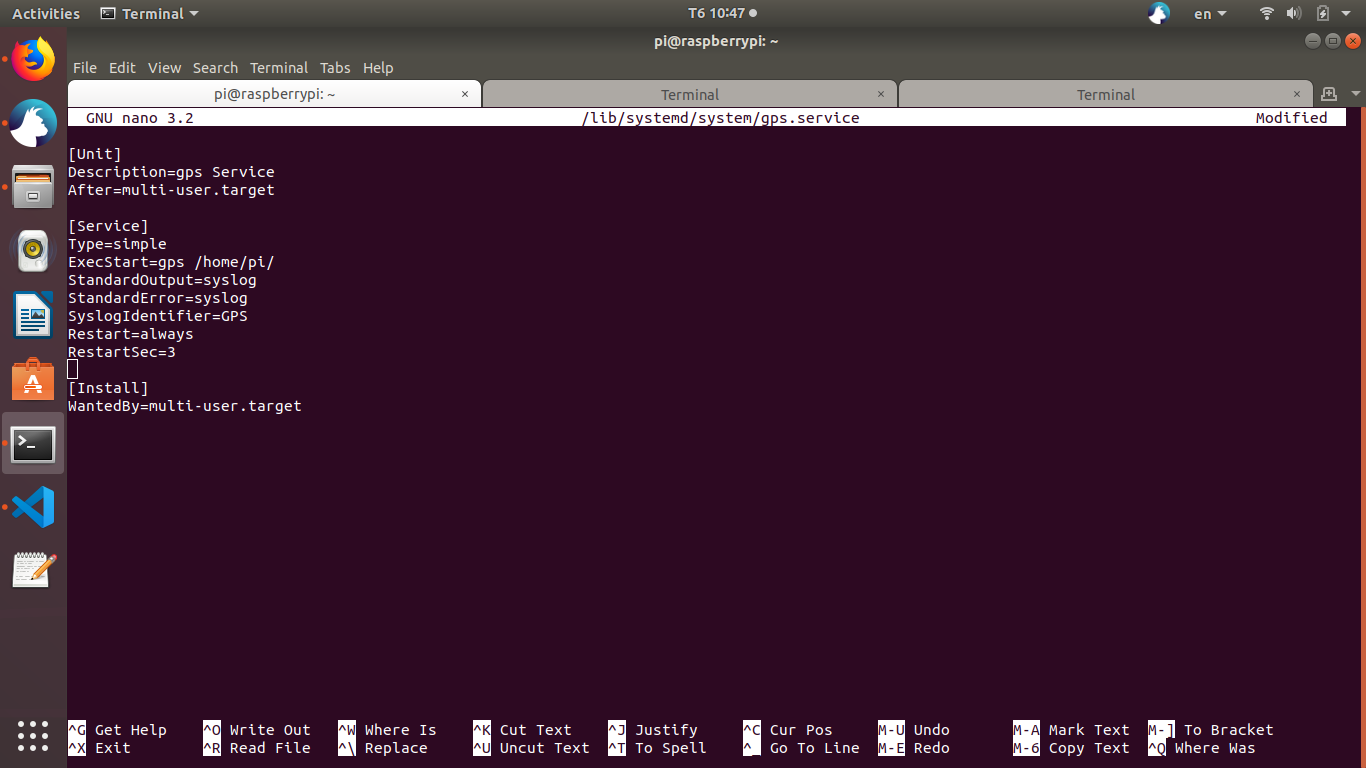 Activities Terminal T6 10:47 en
pi@raspberrypi: ~
File Edit View Search Terminal Tabs Help
pi@raspberrypi: ~ × Terminal × Terminal ×
GNU nano 3.2 /lib/systemd/system/gps.service Modified
[Unit]
Description=gps Service
After=multi-user.target
[Service]
Type=simple
ExecStart=gps /home/pi/
StandardOutput=syslog
StandardError=syslog
SyslogIdentifier=GPS
Restart=always
RestartSec=3
[Install]
WantedBy=multi-user.target
^G Get Help ^O Write Out ^W Where Is ^K Cut Text ^J Justify ^C Cur Pos M-U Undo M-A Mark Text M-] To Bracket
^X Exit ^R Read File ^\ Replace ^U Uncut Text ^T To Spell ^_ Go To Line M-E Redo M-6 Copy Text ^Q Where Was